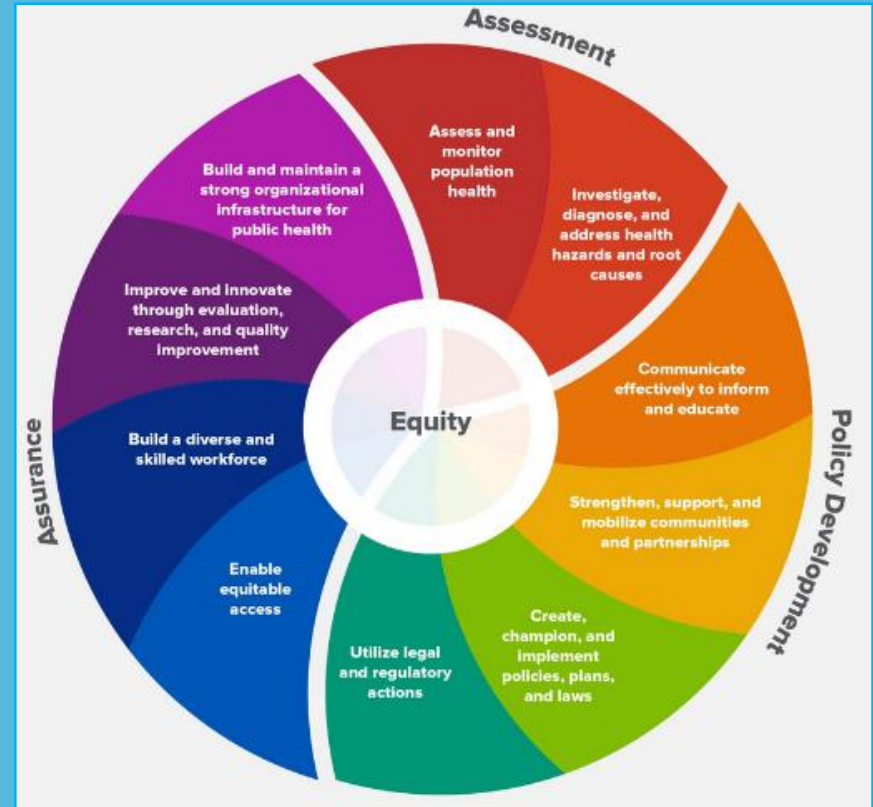 Assessment
Assess and
monitor
population
health
Investigate,
diagnose, and
address health
hazards and root
causes
Policy Development
Communicate
effectively to inform
and educate
Strengthen, support, and
mobilize communities
and partnerships
Create,
champion, and
implement
policies, plans,
and laws
Utilize legal
and regulatory
actions
Assurance
Enable
equitable
access
Build a diverse and
skilled workforce
Improve and innovate
through evaluation,
research, and quality
improvement
Build and maintain a
strong organizational
infrastructure for
public health
Equity